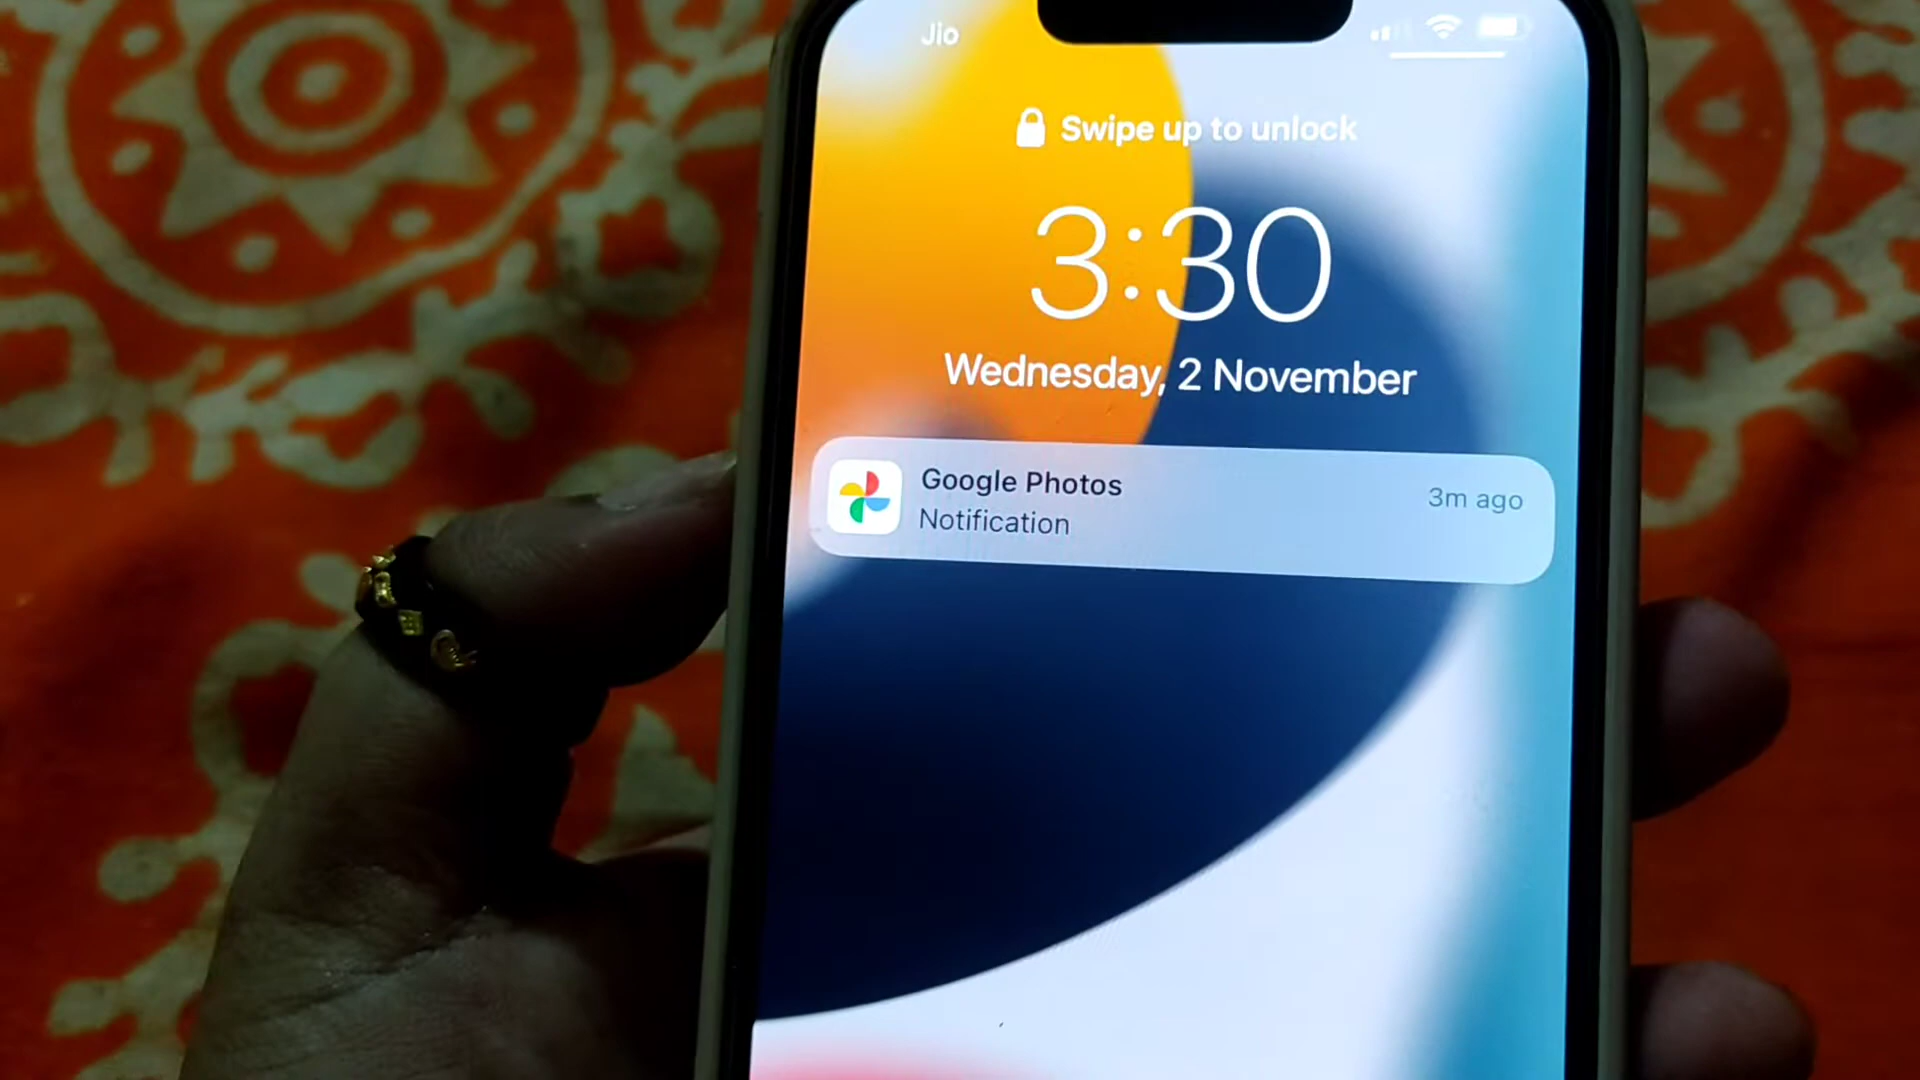 Jio
Swipe up to unlock
3:30
Wednesday, 2 November
Google Photos
3m ago
Notification